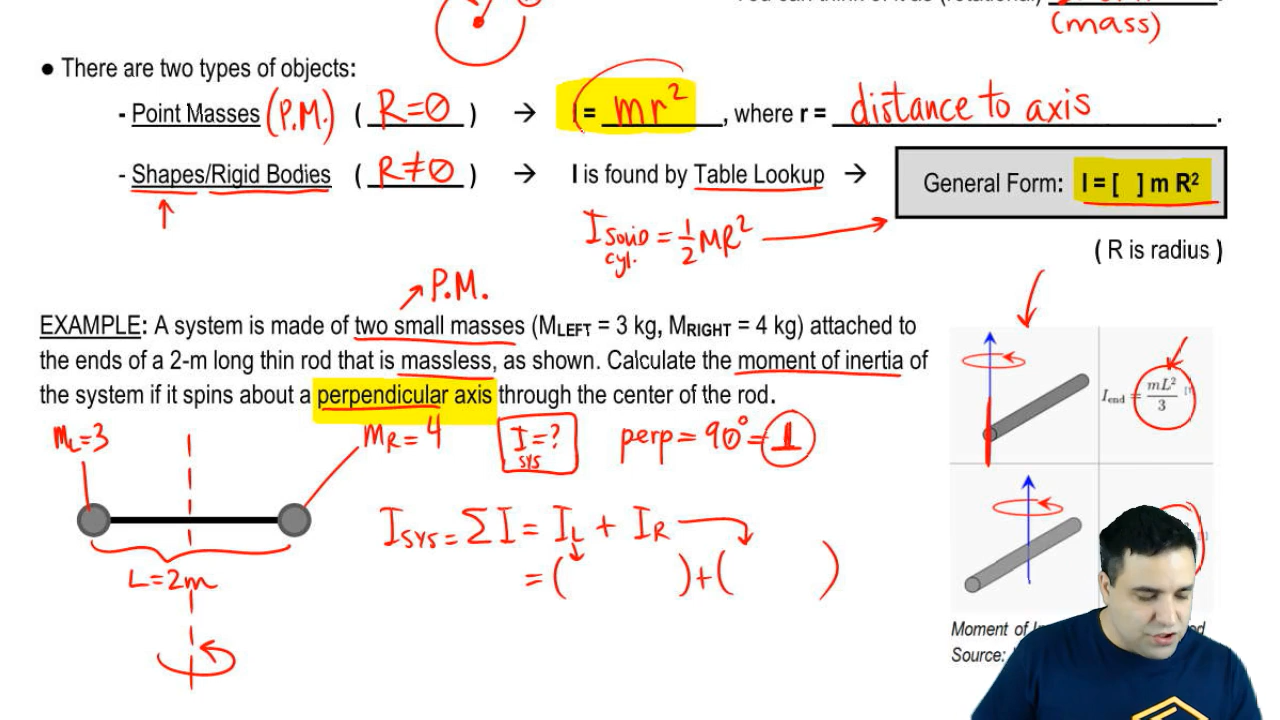 (mass)
● There are two types of objects:
- Point Masses (P.M.) ( R=0 ) → I = mr², where r = distance to axis.
- Shapes/Rigid Bodies ( R≠0 ) → I is found by Table Lookup → General Form: I = [ ] m R²
I Solid cyl. = 1/2 MR²
( R is radius )
P.M.
EXAMPLE: A system is made of two small masses (MLEFT = 3 kg, MRIGHT = 4 kg) attached to
the ends of a 2-m long thin rod that is massless, as shown. Calculate the moment of inertia of
the system if it spins about a perpendicular axis through the center of the rod.
Iend = mL²/3
mL=3
mR=4
I=?
sys
perp = 90° = ⊥
ISYS = ΣI = IL + IR
= ( ) + ( )
L=2m
Moment of
Source: